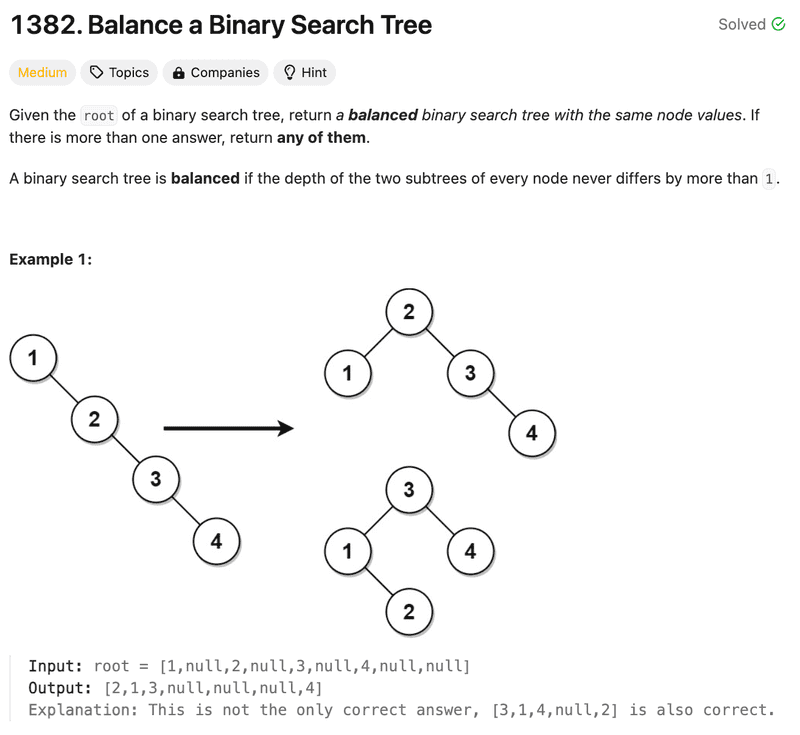 1382. Balance a Binary Search Tree
Solved
Medium
Topics
Companies
Hint
Given the root of a binary search tree, return a balanced binary search tree with the same node values. If
there is more than one answer, return any of them.
A binary search tree is balanced if the depth of the two subtrees of every node never differs by more than 1.
Example 1:
1
2
3
4
2
1
3
4
3
1
4
2
Input: root = [1,null,2,null,3,null,4,null,null]
Output: [2,1,3,null,null,null,4]
Explanation: This is not the only correct answer, [3,1,4,null,2] is also correct.